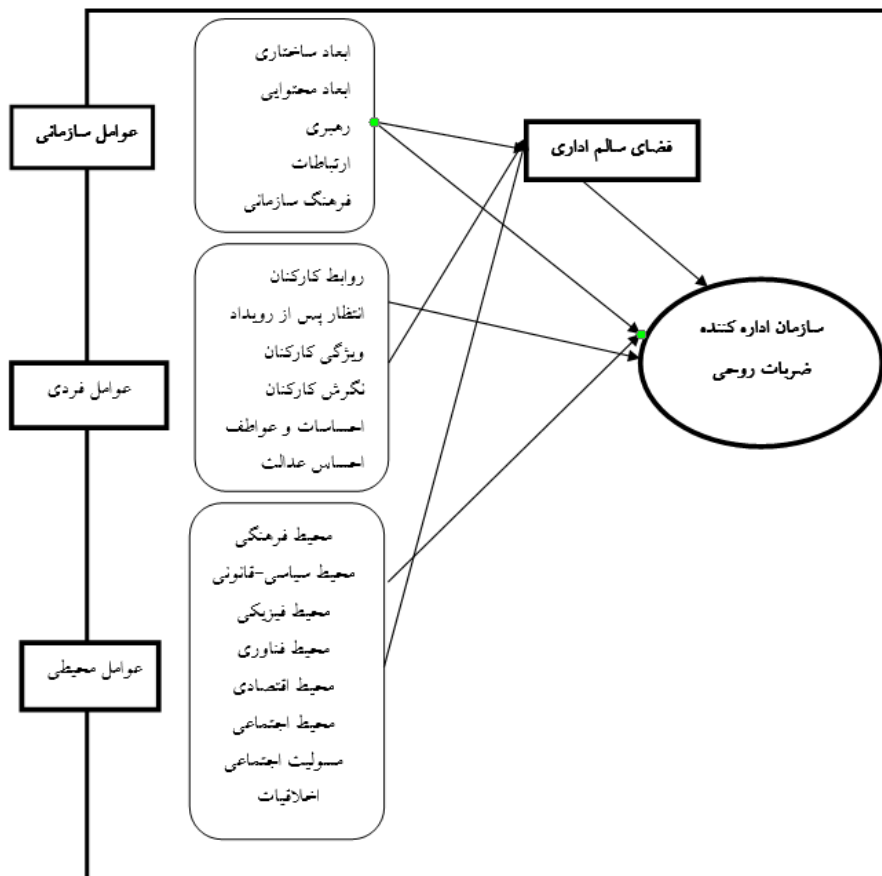 عوامل سازمانی
ابعاد ساختاری
ابعاد محتوایی
رهبری
ارتباطات
فرهنگ سازمانی
فضای سالم اداری
عوامل فردی
روابط کارکنان
انتظار پس از رویداد
ویژگی کارکنان
نگرش کارکنان
احساسات و عواطف
احساس عدالت
سازمان اداره کننده
ضربات روحی
عوامل محیطی
محیط فرهنگی
محیط سیاسی-قانونی
محیط فیزیکی
محیط فناوری
محیط اقتصادی
محیط اجتماعی
مسولیت اجتماعی
اخلاقیات